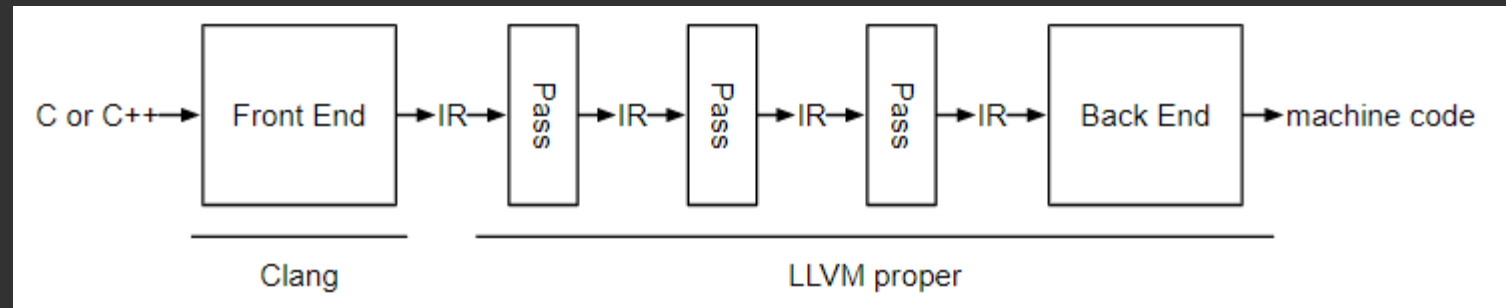 C or C++ Front End IR Pass IR Pass IR Pass IR Back End machine code
Clang LLVM proper